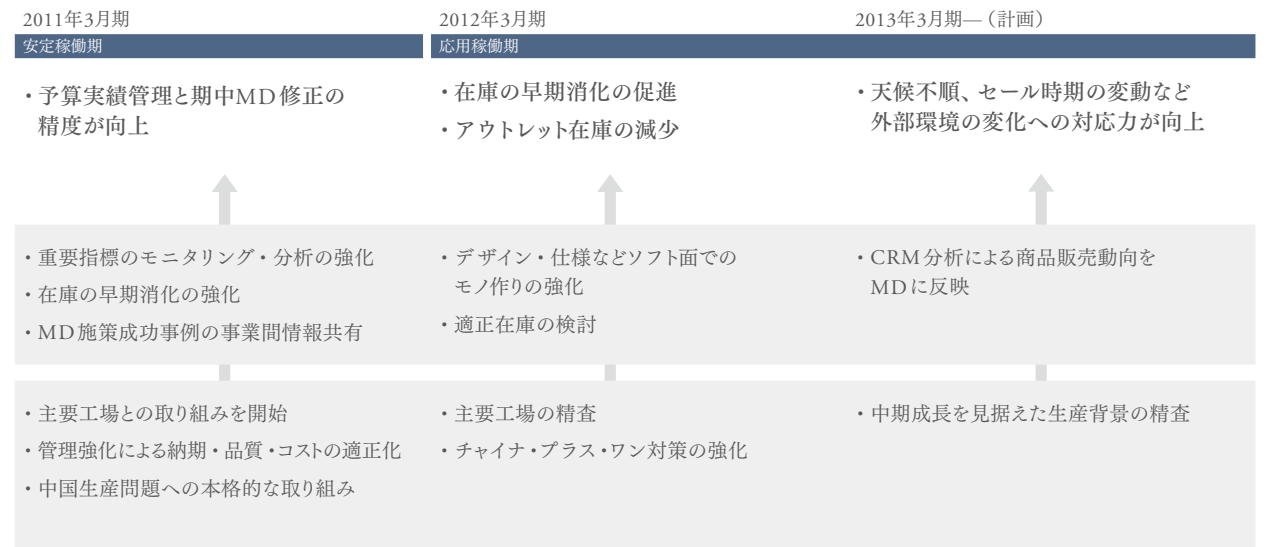 2011年3月期
2012年3月期
2013年3月期—（計画）
安定稼働期
応用稼働期
・予算実績管理と期中MD修正の
精度が向上
・在庫の早期消化の促進
・アウトレット在庫の減少
・天候不順、セール時期の変動など
外部環境の変化への対応力が向上
・重要指標のモニタリング・分析の強化
・在庫の早期消化の強化
・MD施策成功事例の事業間情報共有
・デザイン・仕様などソフト面での
モノ作りの強化
・適正在庫の検討
・CRM分析による商品販売動向を
MDに反映
・主要工場との取り組みを開始
・管理強化による納期・品質・コストの適正化
・中国生産問題への本格的な取り組み
・主要工場の精査
・チャイナ・プラス・ワン対策の強化
・中期成長を見据えた生産背景の精査